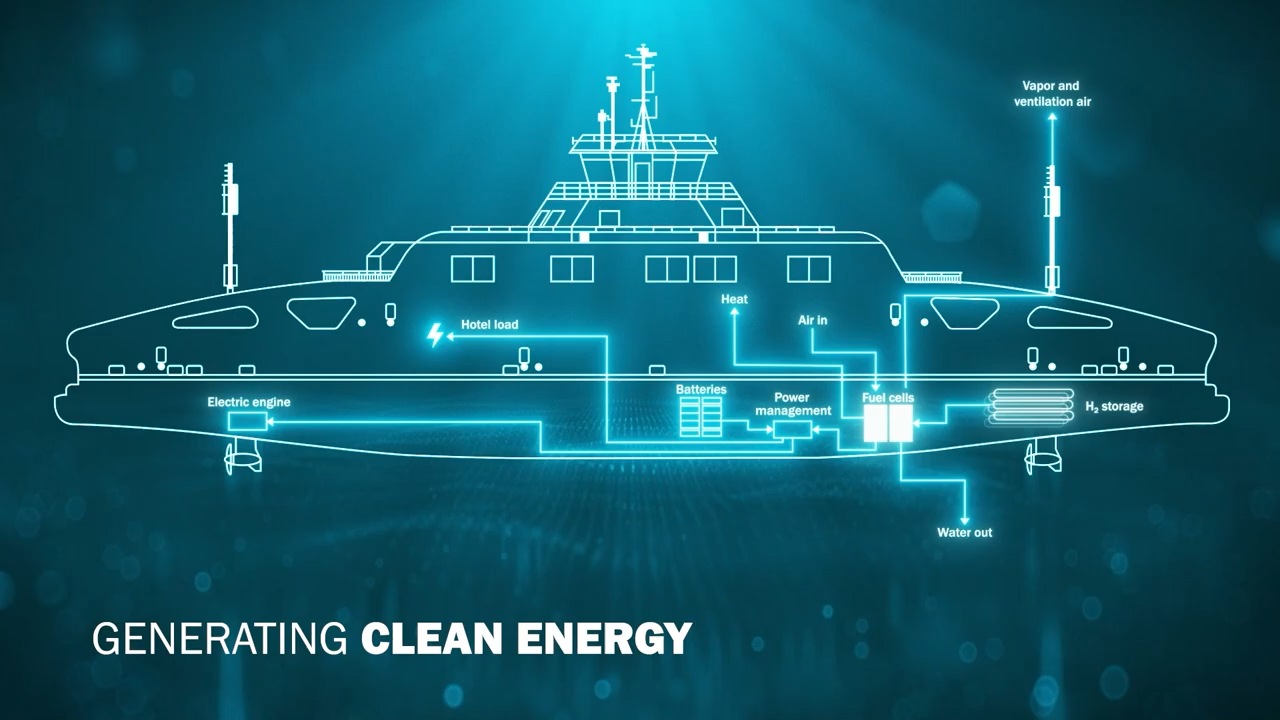 Vapor and
ventilation air
Heat
Air in
Hotel load
Batteries
Electric engine
Power
management
Fuel cells
H₂ storage
Water out
GENERATING CLEAN ENERGY